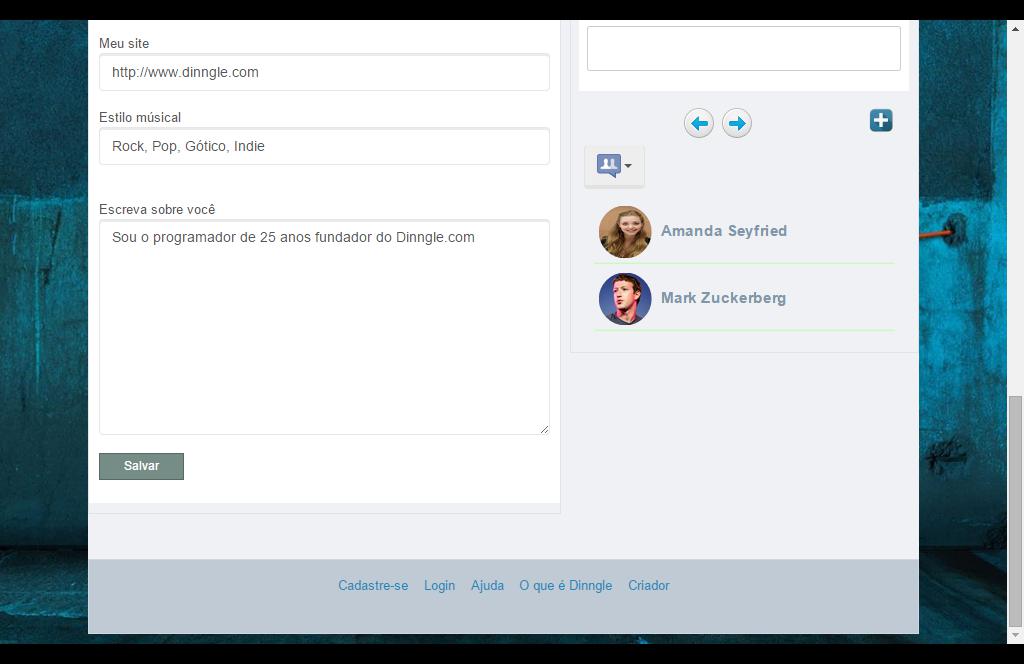 Meu site
http://www.dinngle.com
Estilo músical
Rock, Pop, Gótico, Indie
Escreva sobre você
Sou o programador de 25 anos fundador do Dinngle.com
Salvar
Amanda Seyfried
Mark Zuckerberg
Cadastre-se Login Ajuda O que é Dinngle Criador